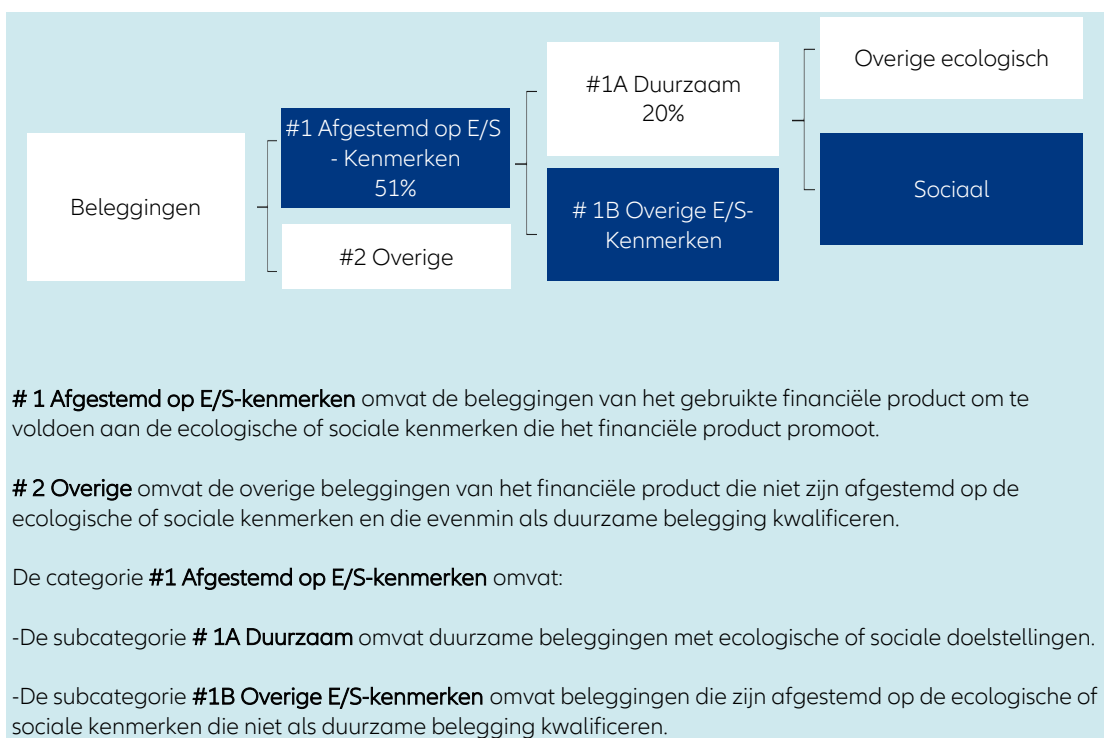 Beleggingen
#1 Afgestemd op E/S
- Kenmerken
51%
#2 Overige
#1A Duurzaam
20%
# 1B Overige E/S-
Kenmerken
Overige ecologisch
Sociaal
# 1 Afgestemd op E/S-kenmerken omvat de beleggingen van het gebruikte financiële product om te
voldoen aan de ecologische of sociale kenmerken die het financiële product promoot.
# 2 Overige omvat de overige beleggingen van het financiële product die niet zijn afgestemd op de
ecologische of sociale kenmerken en die evenmin als duurzame belegging kwalificeren.
De categorie #1 Afgestemd op E/S-kenmerken omvat:
-De subcategorie # 1A Duurzaam omvat duurzame beleggingen met ecologische of sociale doelstellingen.
-De subcategorie #1B Overige E/S-kenmerken omvat beleggingen die zijn afgestemd op de ecologische of
sociale kenmerken die niet als duurzame belegging kwalificeren.